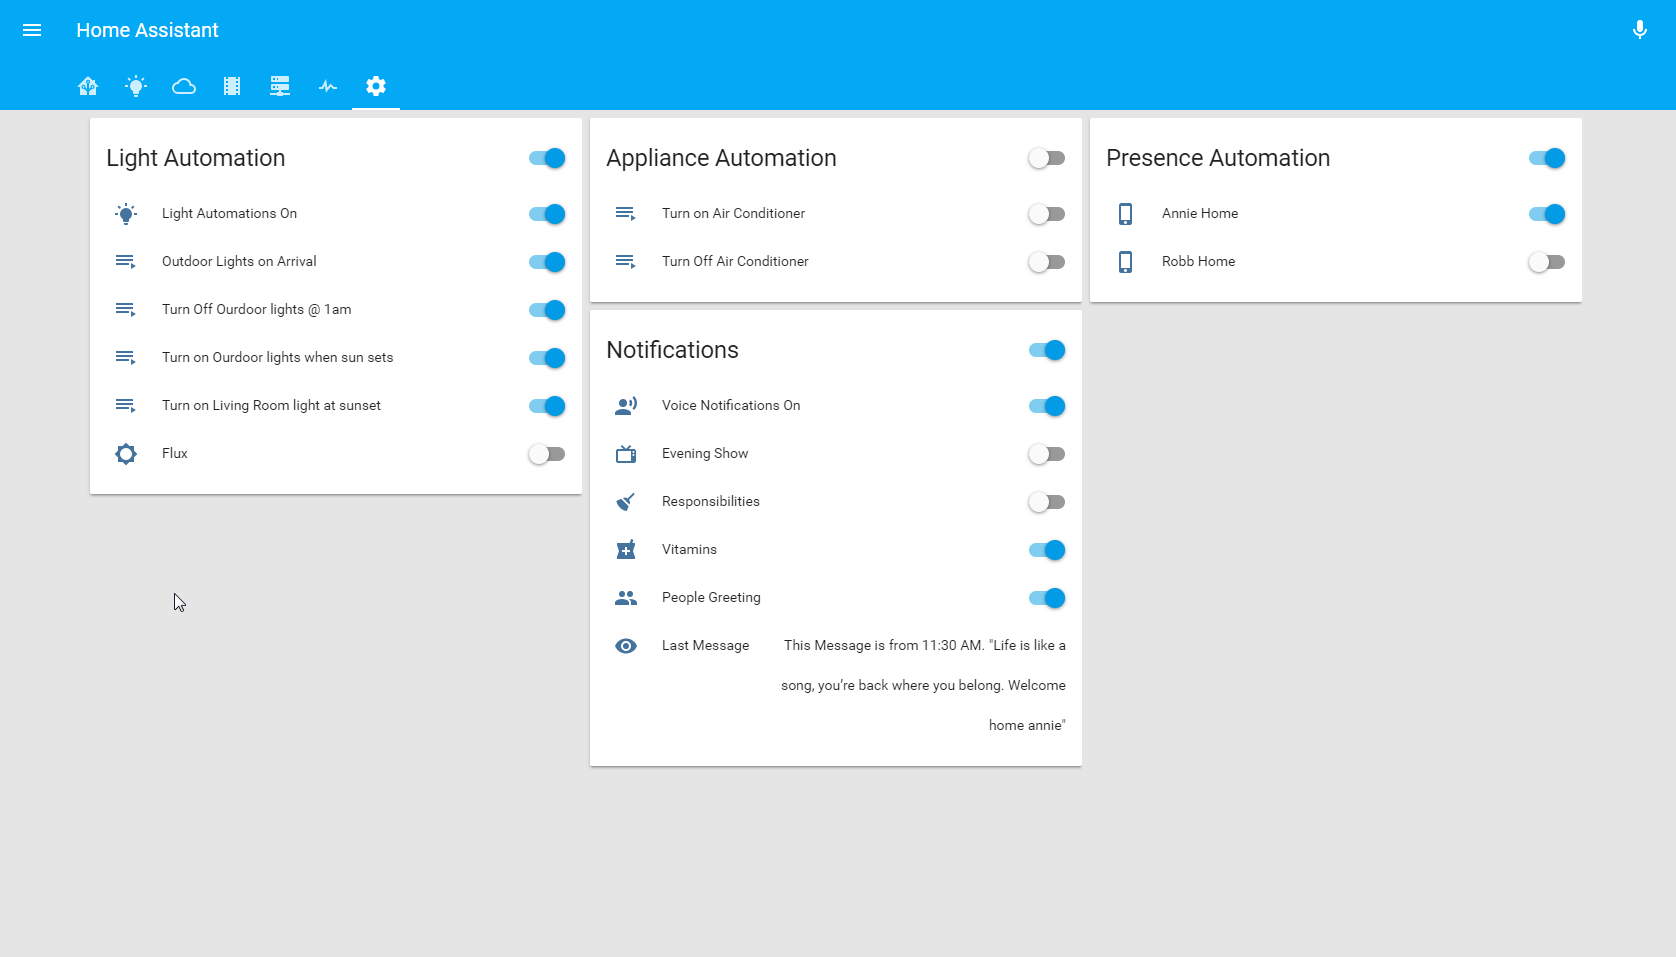 Home Assistant
Light Automation
Light Automations On
Outdoor Lights on Arrival
Turn Off Ourdoor lights @ 1am
Turn on Ourdoor lights when sun sets
Turn on Living Room light at sunset
Flux
Appliance Automation
Turn on Air Conditioner
Turn Off Air Conditioner
Notifications
Voice Notifications On
Evening Show
Responsibilities
Vitamins
People Greeting
Last Message This Message is from 11:30 AM. "Life is like a
song, you’re back where you belong. Welcome
home annie"
Presence Automation
Annie Home
Robb Home